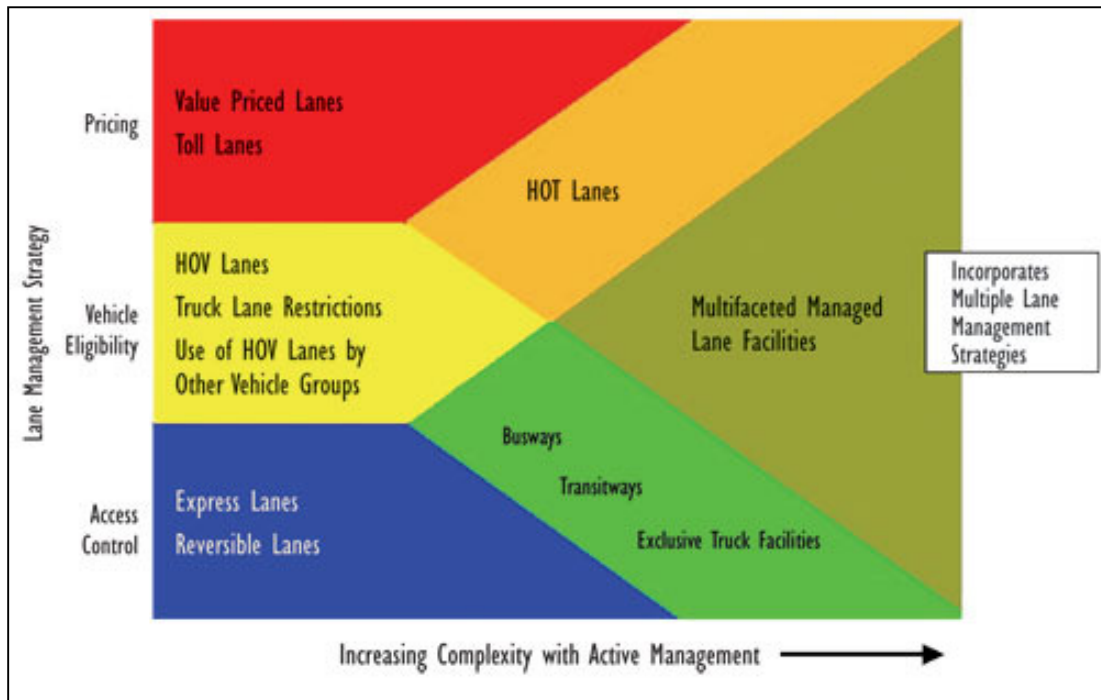 Pricing
Value Priced Lanes
Toll Lanes
HOT Lanes
Lane Management Strategy
Vehicle
Eligibility
HOV Lanes
Truck Lane Restrictions
Use of HOV Lanes by
Other Vehicle Groups
Multifaceted Managed
Lane Facilities
Incorporates
Multiple Lane
Management
Strategies
Access
Control
Express Lanes
Reversible Lanes
Busways
Transitways
Exclusive Truck Facilities
Increasing Complexity with Active Management